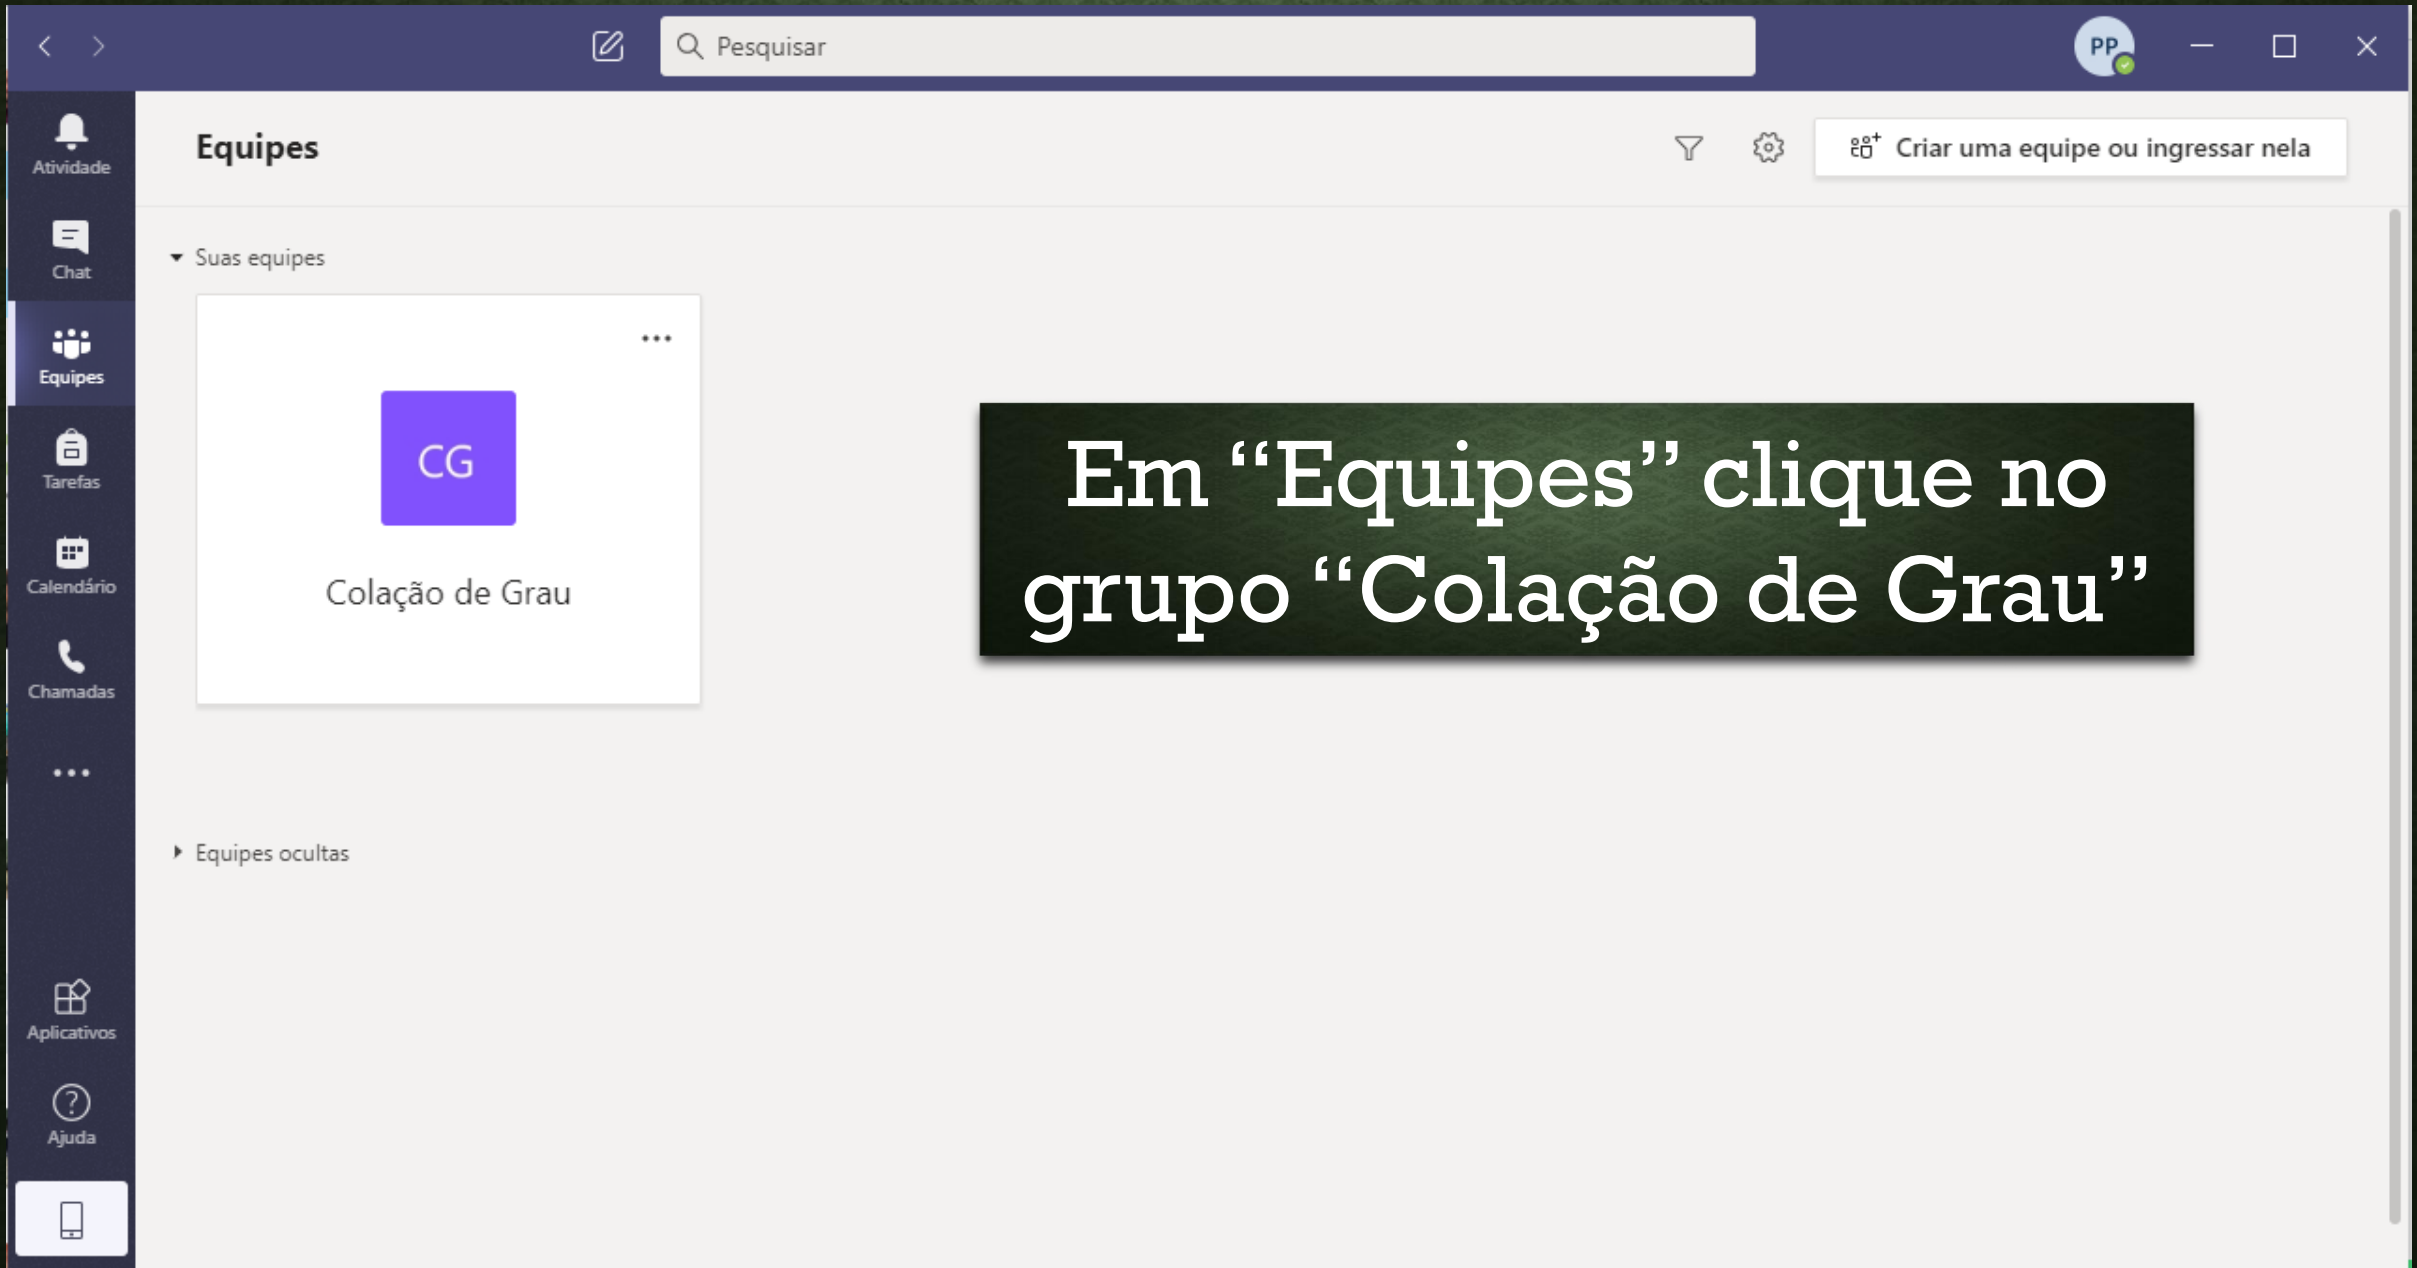 Pesquisar
PP
Atividade
Chat
Equipes
Tarefas
Calendário
Chamadas
Aplicativos
Ajuda
Equipes
Criar uma equipe ou ingressar nela
Suas equipes
CG
Colação de Grau
Equipes ocultas
Em “Equipes” clique no
grupo “Colação de Grau”